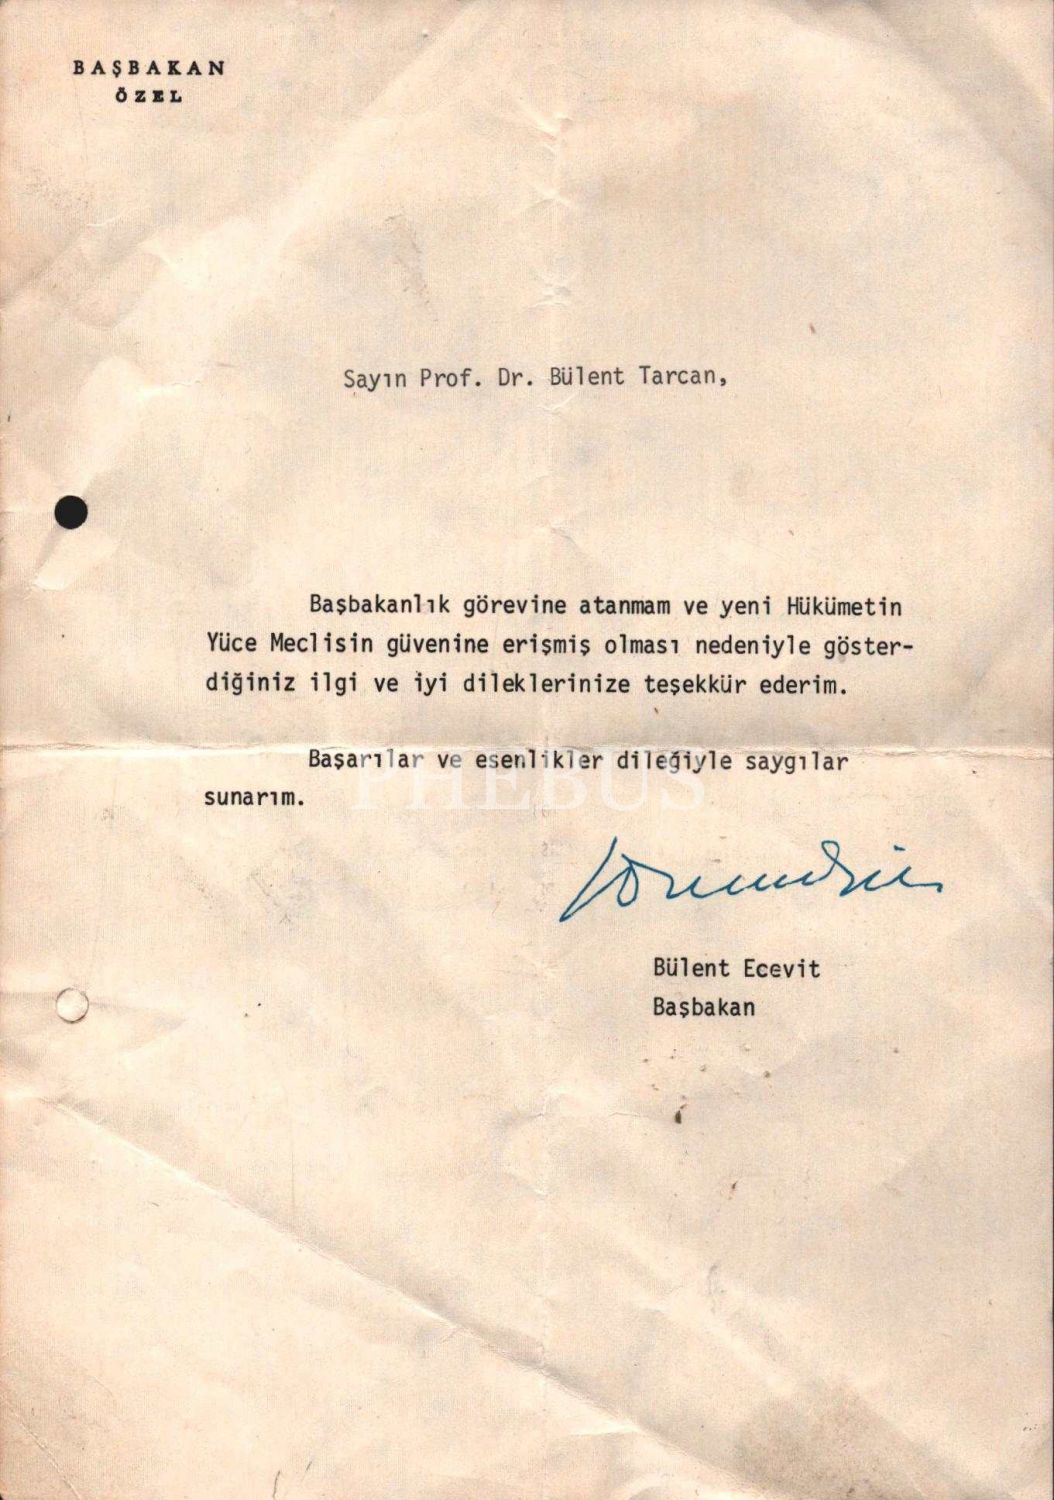 BAŞBAKAN
ÖZEL
Sayın Prof. Dr. Bülent Tarcan,
Başbakanlık görevine atanmam ve yeni Hükümetin
Yüce Meclisin güvenine erişmiş olması nedeniyle göster-
diğiniz ilgi ve iyi dileklerinize teşekkür ederim.
Başarılar ve esenlikler dileğiyle saygılar
sunarım.
PHEBUS
Bülent Ecevit
Başbakan